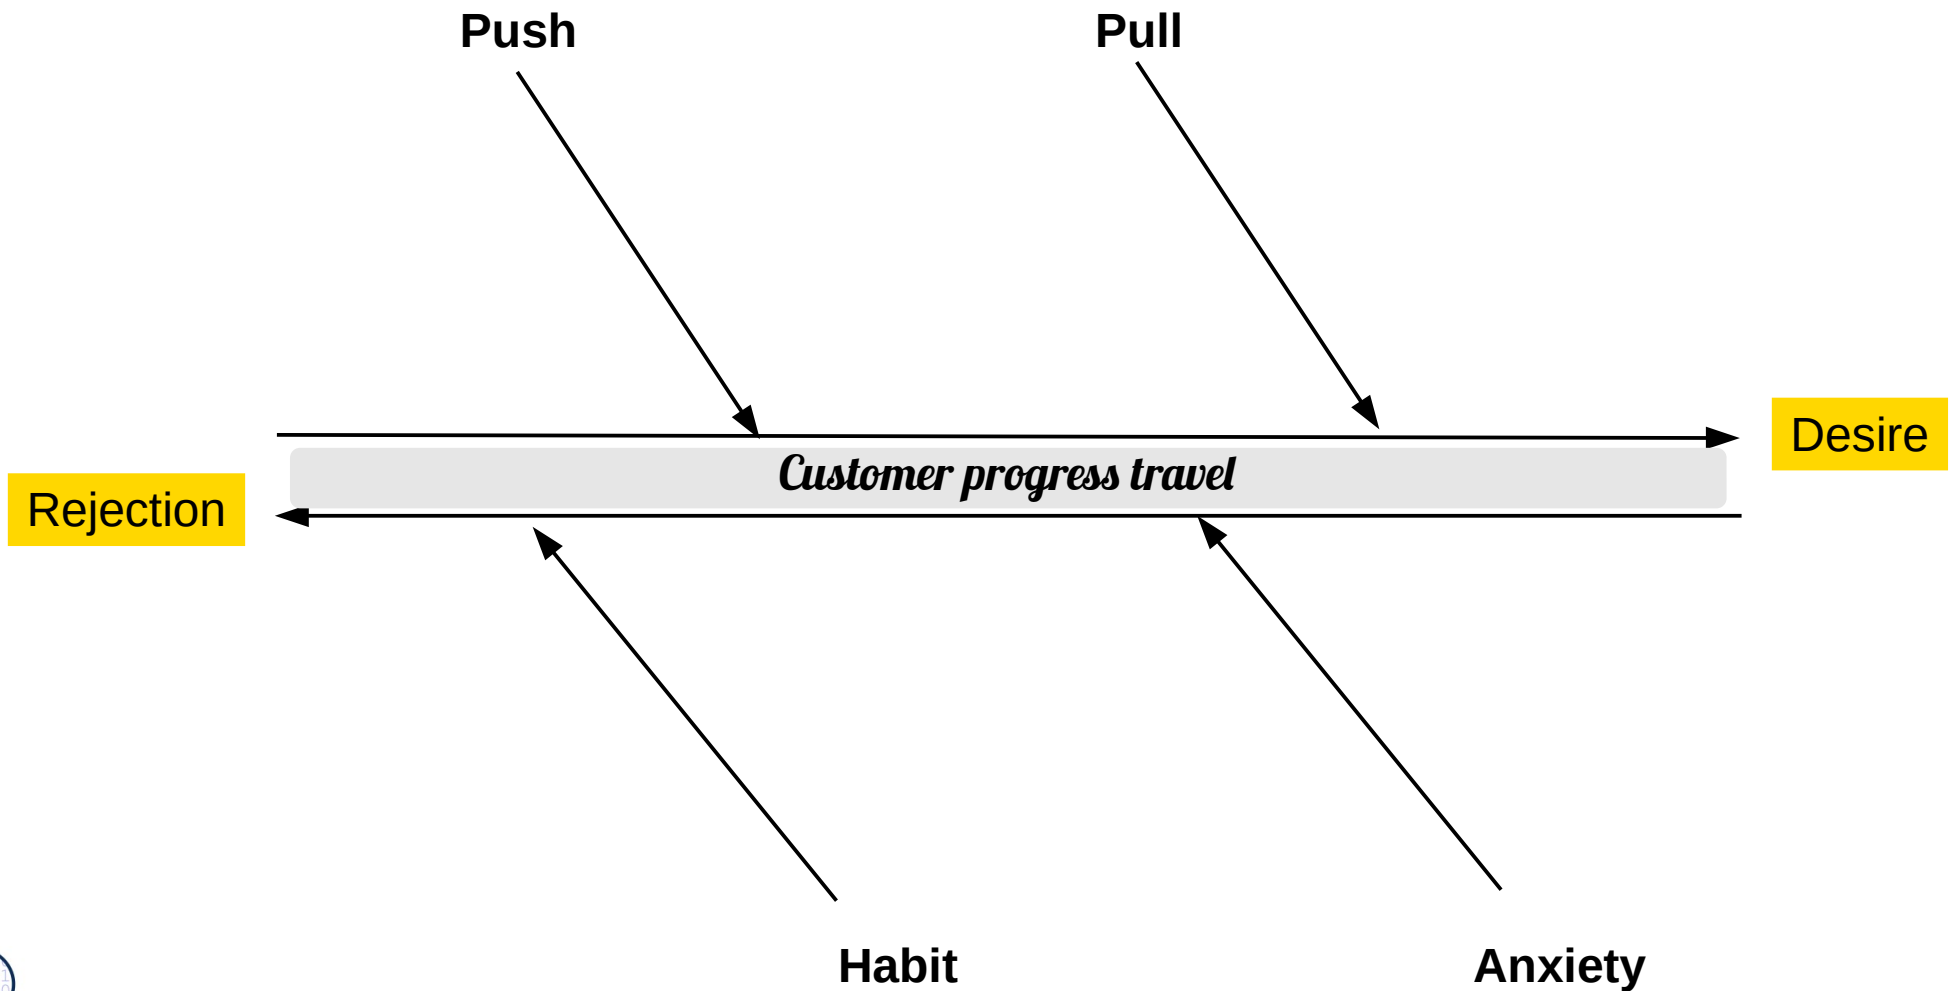 Push
Pull
Desire
Customer progress travel
Rejection
Habit
Anxiety